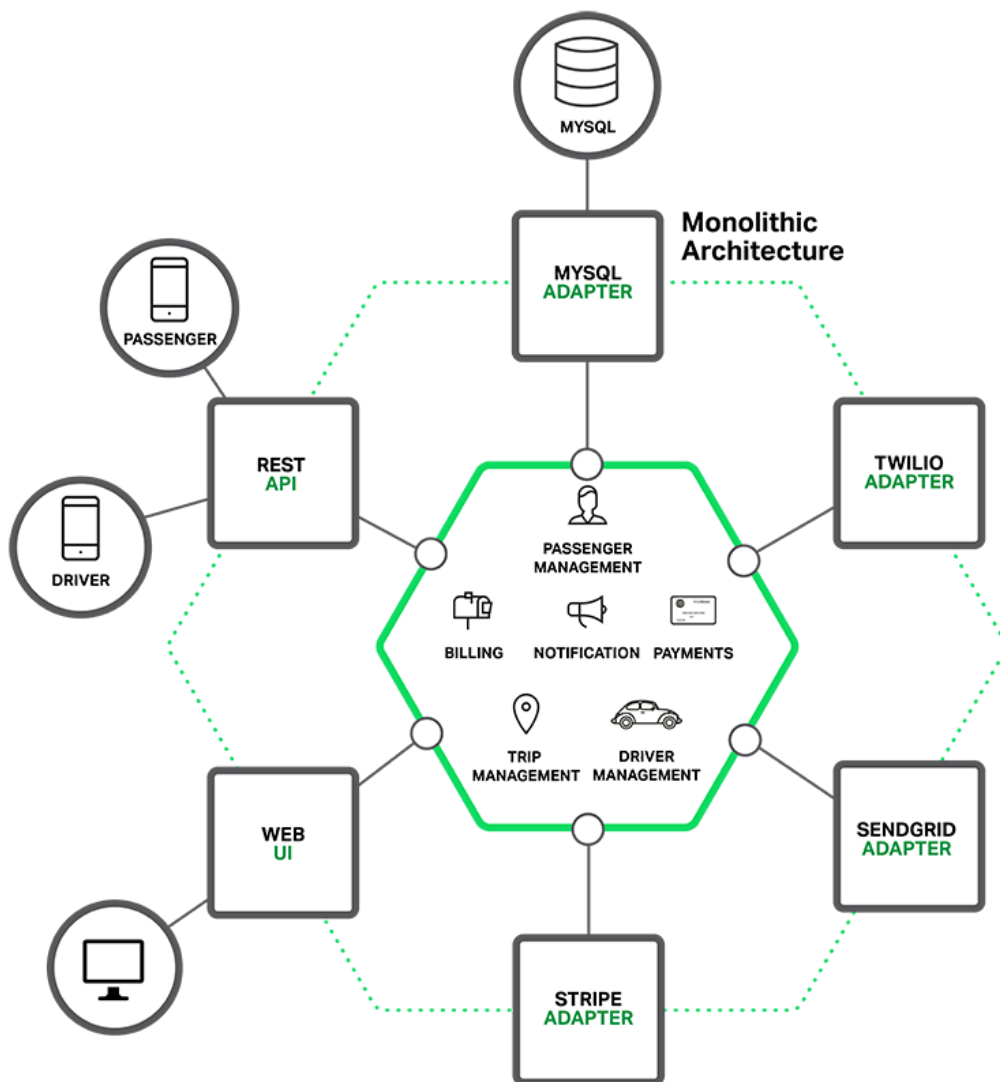 MYSQL
Monolithic
Architecture
MYSQL
ADAPTER
PASSENGER
REST
API
TWILIO
ADAPTER
DRIVER
PASSENGER
MANAGEMENT
BILLING
NOTIFICATION
PAYMENTS
TRIP
MANAGEMENT
DRIVER
MANAGEMENT
WEB
UI
SENDGRID
ADAPTER
STRIPE
ADAPTER